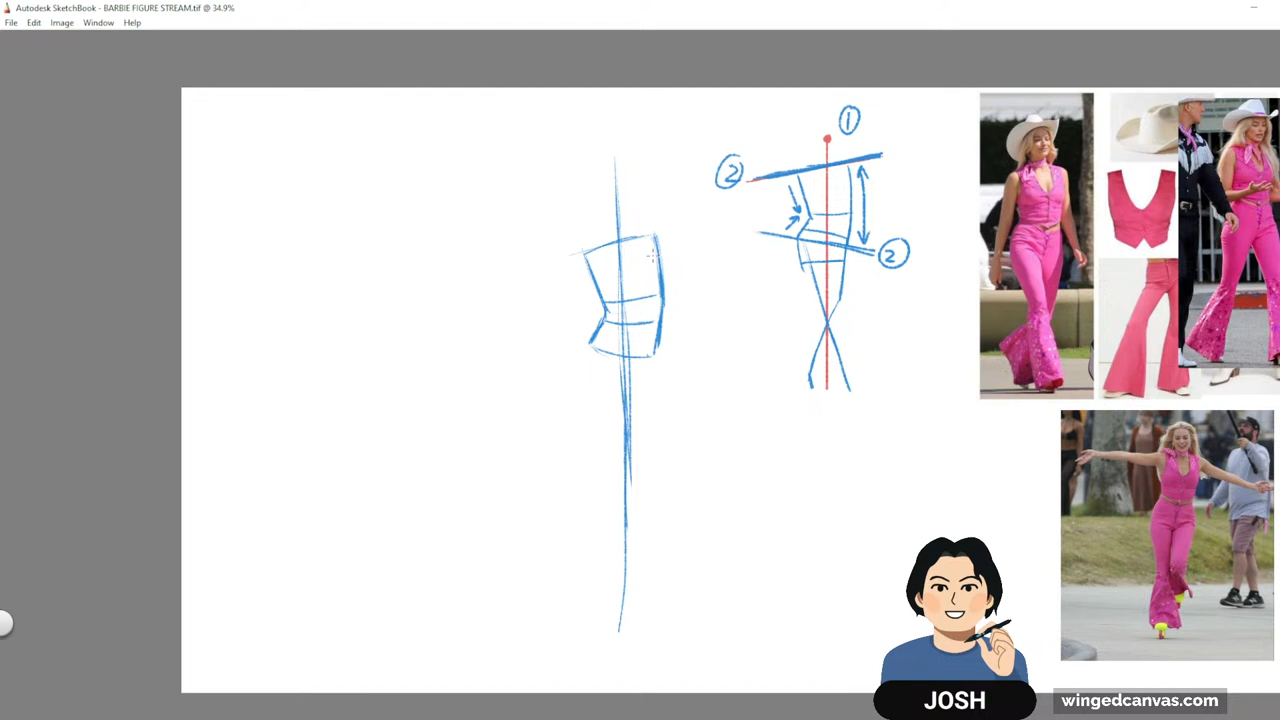 Autodesk SketchBook - BARBIE FIGURE STREAM.tif @ 34.9%
File Edit Image Window Help
1
2
2
JOSH
wingedcanvas.com